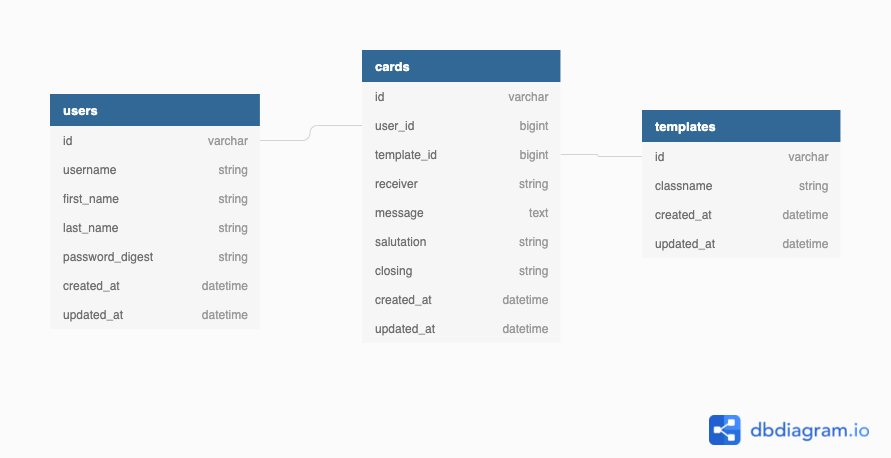 users
id varchar
username string
first_name string
last_name string
password_digest string
created_at datetime
updated_at datetime
cards
id varchar
user_id bigint
template_id bigint
receiver string
message text
salutation string
closing string
created_at datetime
updated_at datetime
templates
id varchar
classname string
created_at datetime
updated_at datetime
dbdiagram.io